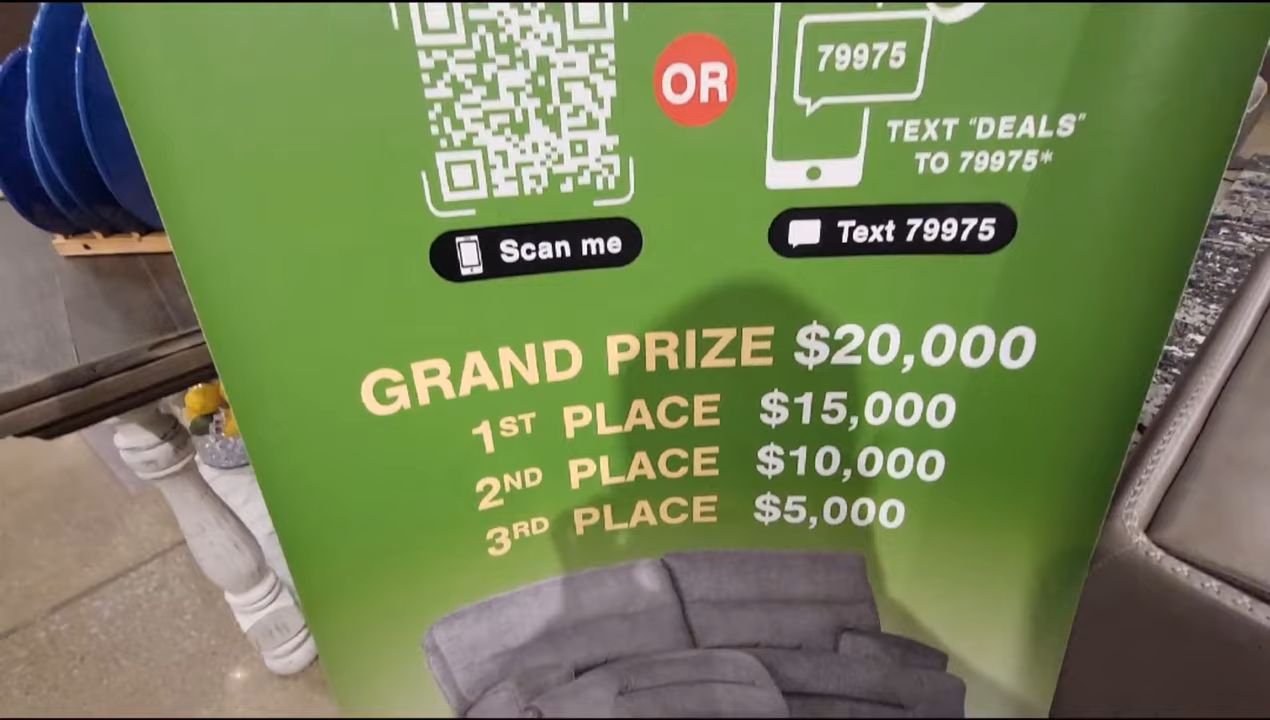 79975
OR
TEXT "DEALS"
TO 79975*
Scan me
Text 79975
GRAND PRIZE $20,000
1ST PLACE $15,000
2ND PLACE $10,000
3RD PLACE $5,000